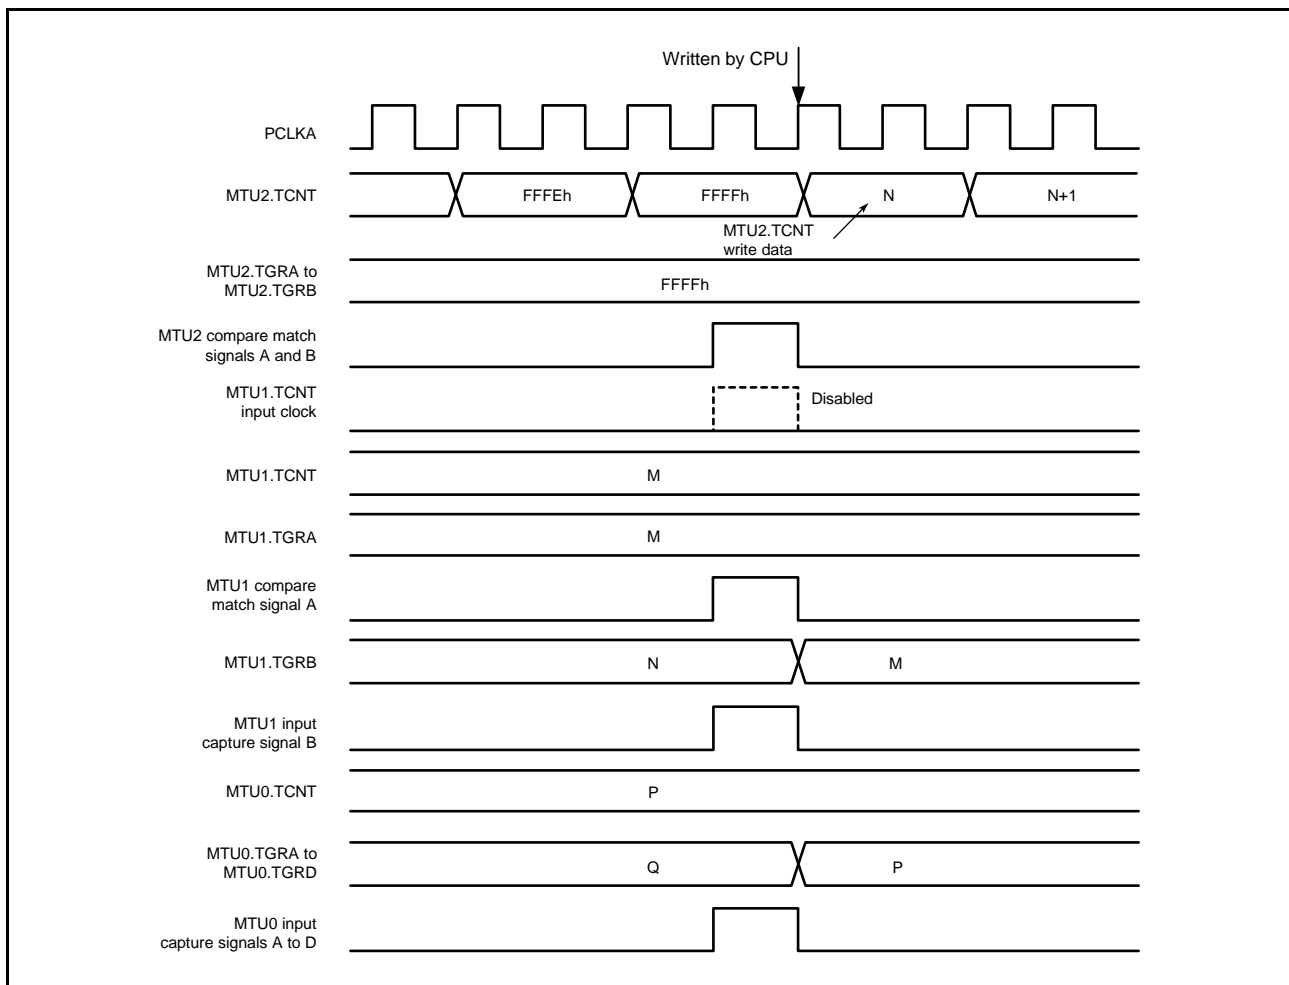 Written by CPU
PCLKA
MTU2.TCNT
FFFEh
FFFFh
N
N+1
MTU2.TCNT
write data
MTU2.TGRA to
MTU2.TGRB
FFFFh
MTU2 compare match
signals A and B
MTU1.TCNT
input clock
Disabled
MTU1.TCNT
M
MTU1.TGRA
M
MTU1 compare
match signal A
MTU1.TGRB
N
M
MTU1 input
capture signal B
MTU0.TCNT
P
MTU0.TGRA to
MTU0.TGRD
Q
P
MTU0 input
capture signals A to D